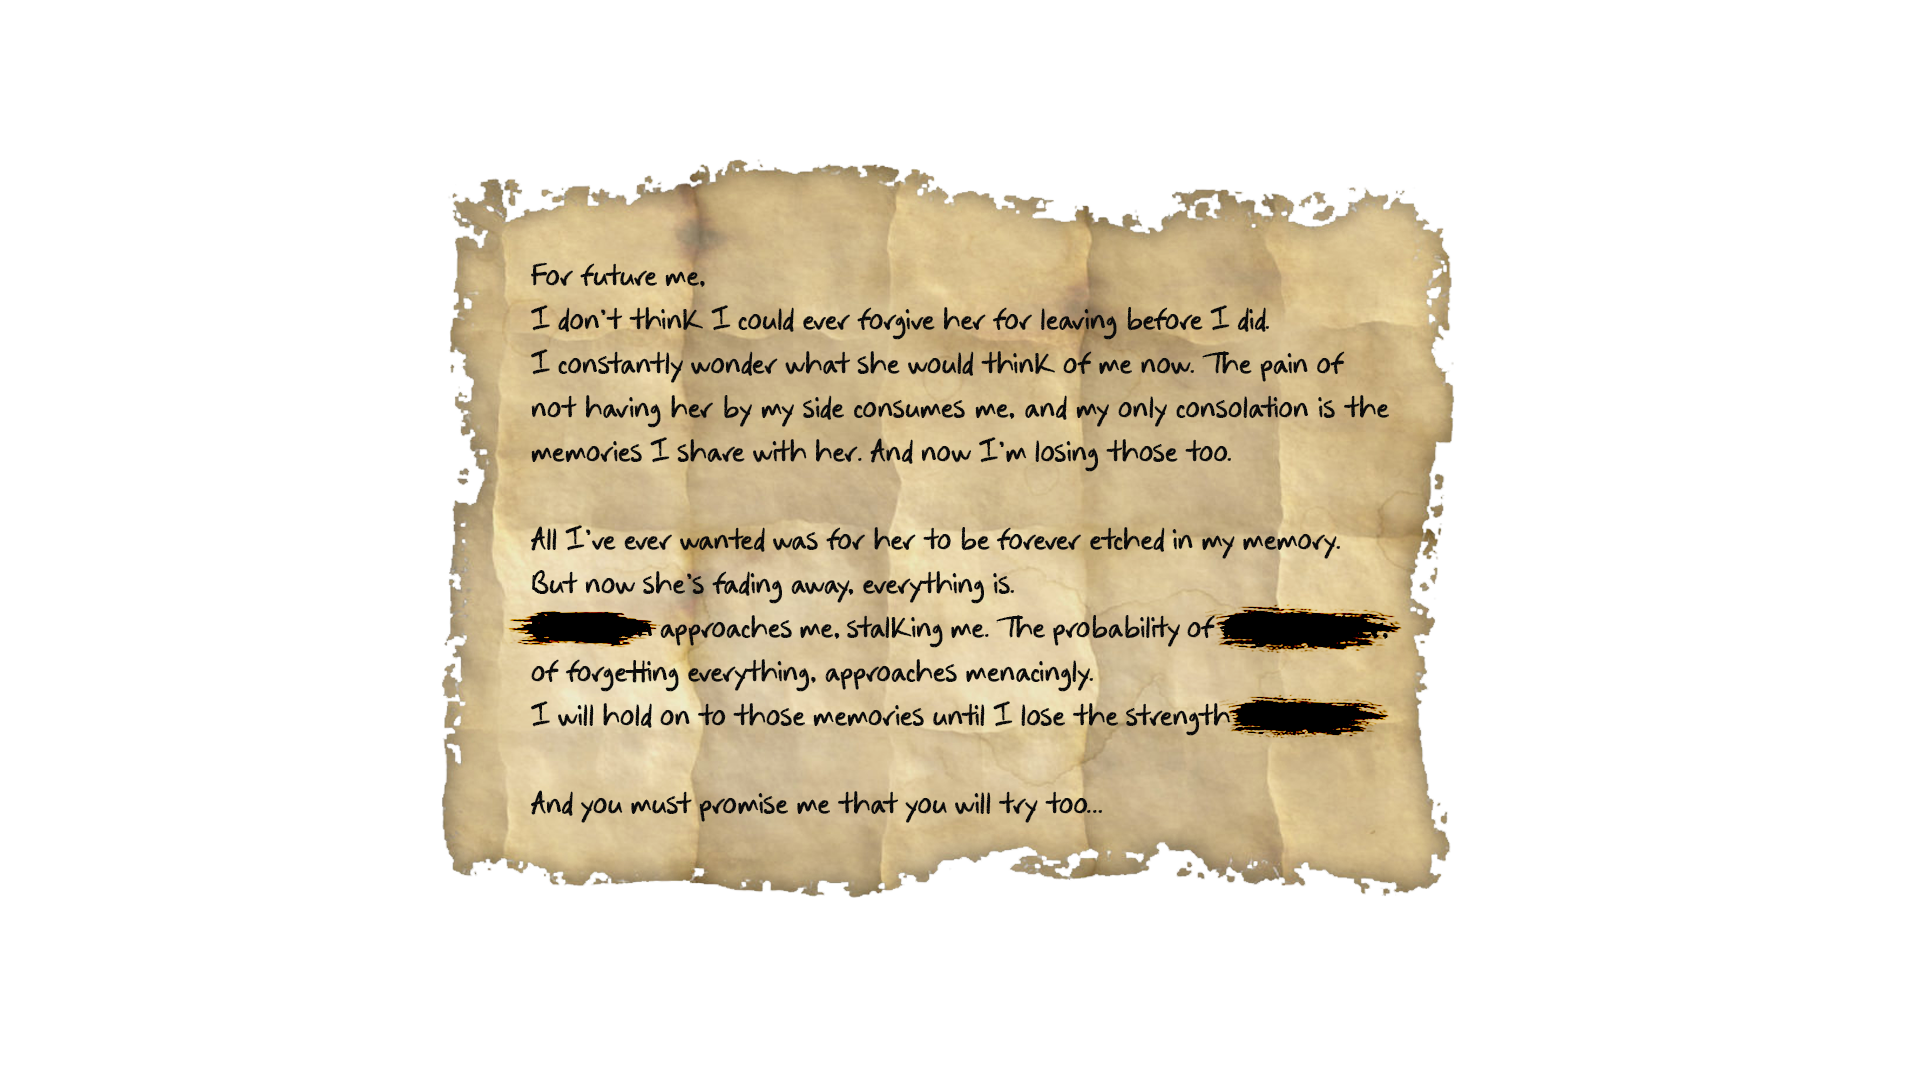 For future me,
I don't think I could ever forgive her for leaving before I did.
I constantly wonder what she would think of me now. The pain of
not having her by my side consumes me, and my only consolation is the
memories I share with her. And now I'm losing those too.
All I've ever wanted was for her to be forever etched in my memory.
But now she's fading away, everything is.
approaches me, stalking me. The probability of
of forgetting everything, approaches menacingly.
I will hold on to those memories until I lose the strength
And you must promise me that you will try too...